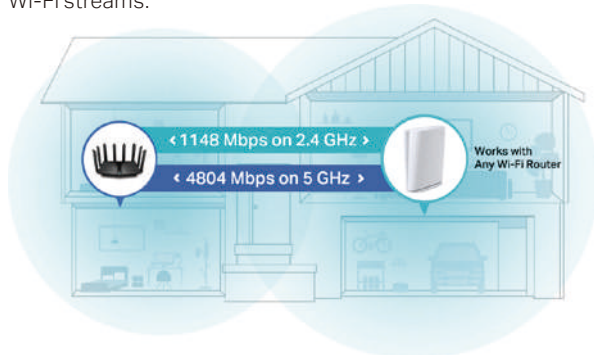 Wi-Fi streams.
< 1148 Mbps on 2.4 GHz >
< 4804 Mbps on 5 GHz >
Works with
Any Wi-Fi Router